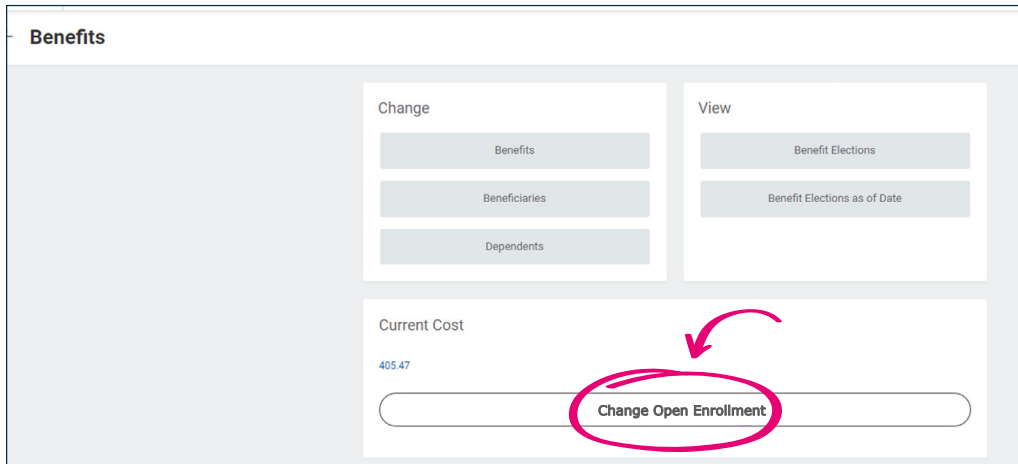 Benefits
Change
Benefits
Beneficiaries
Dependents
View
Benefit Elections
Benefit Elections as of Date
Current Cost
405.47
Change Open Enrollment